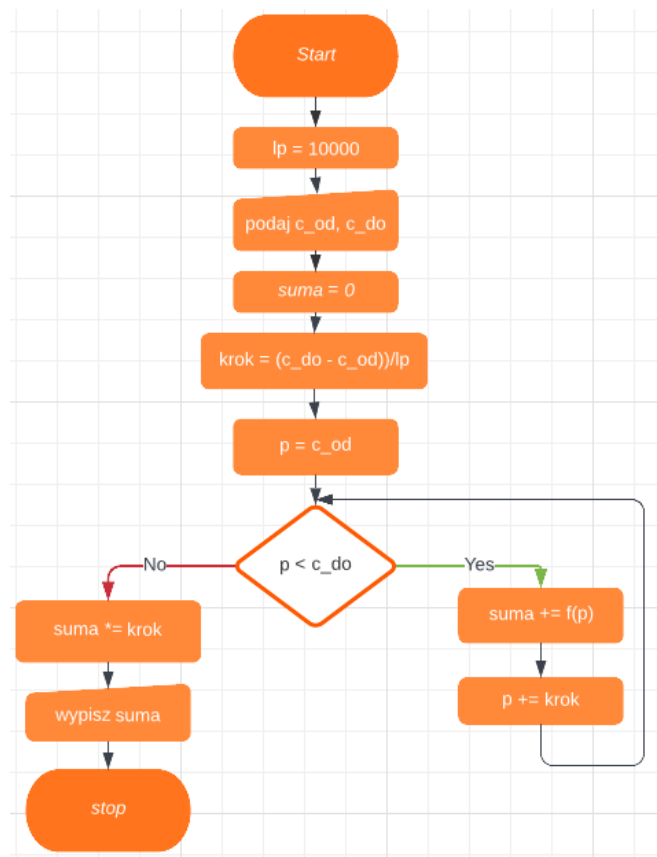 Start
lp = 10000
podaj c_od, c_do
suma = 0
krok = (c_do - c_od))/lp
p = c_od
p < c_do
No
Yes
suma *= krok
suma += f(p)
wypisz suma
p += krok
stop